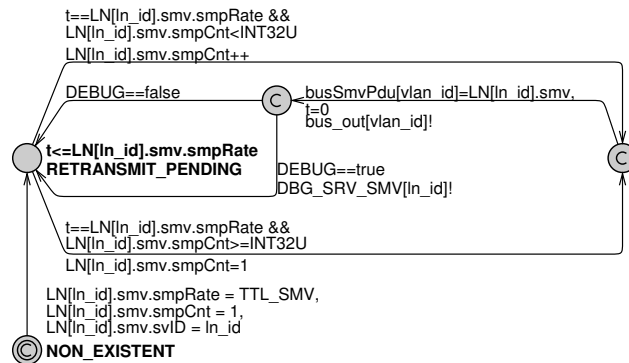 t==LN[ln_id].smv.smpRate &&
LN[ln_id].smv.smpCnt<INT32U
LN[ln_id].smv.smpCnt++
DEBUG==false
C
busSmvPdu[vlan_id]=LN[ln_id].smv,
t=0
bus_out[vlan_id]!
C
t<=LN[ln_id].smv.smpRate
RETRANSMIT_PENDING
DEBUG==true
DBG_SRV_SMV[ln_id]!
t==LN[ln_id].smv.smpRate &&
LN[ln_id].smv.smpCnt>=INT32U
LN[ln_id].smv.smpCnt=1
LN[ln_id].smv.smpRate = TTL_SMV,
LN[ln_id].smv.smpCnt = 1,
LN[ln_id].smv.svID = ln_id
C NON_EXISTENT